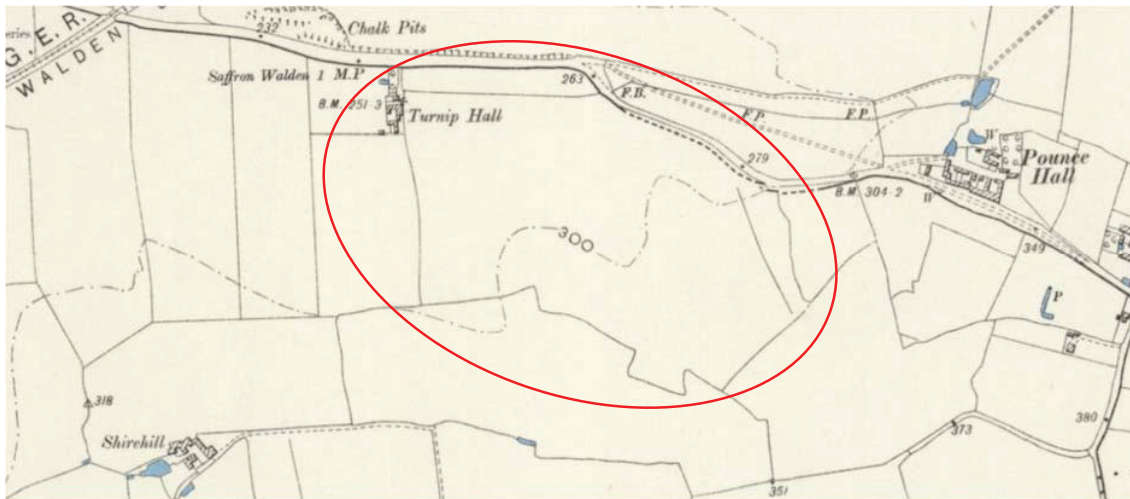 G.E.R.
WALDEN
232
Chalk Pits
Saffron Walden 1 M.P
B.M. 251·3
Turnip Hall
263
F.B.
F.P.
F.P.
279
B.M. 304·2
W
Pounce
Hall
W
300
349
P
318
Shirehill
380
373
351